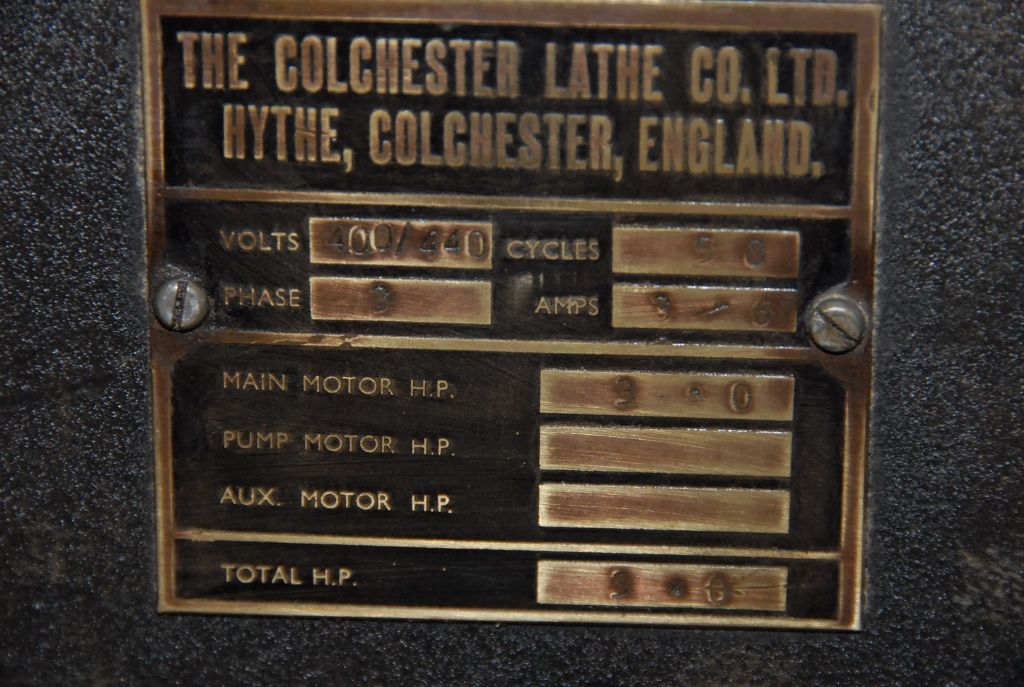 THE COLCHESTER LATHE CO. LTD.
HYTHE, COLCHESTER, ENGLAND.
VOLTS 400/440 CYCLES 50
PHASE 3 AMPS
MAIN MOTOR H.P. 3.0
PUMP MOTOR H.P.
AUX. MOTOR H.P.
TOTAL H.P. 3.0